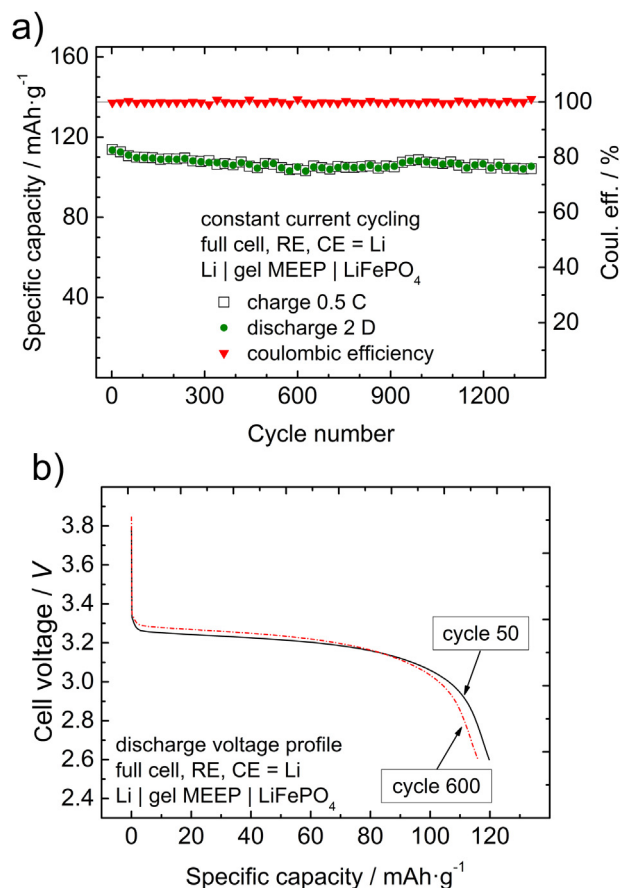 a)
160
140
120
100
80
40
Specific capacity / mAh·g⁻¹
100
80
60
40
20
Coul. eff. / %
constant current cycling
full cell, RE, CE = Li
Li | gel MEEP | LiFePO₄
charge 0.5 C
discharge 2 D
coulombic efficiency
0 300 600 900 1200
Cycle number
b)
3.8
3.6
3.4
3.2
3.0
2.8
2.6
2.4
Cell voltage / V
cycle 50
cycle 600
discharge voltage profile
full cell, RE, CE = Li
Li | gel MEEP | LiFePO₄
0 20 40 60 80 100 120 140
Specific capacity / mAh·g⁻¹